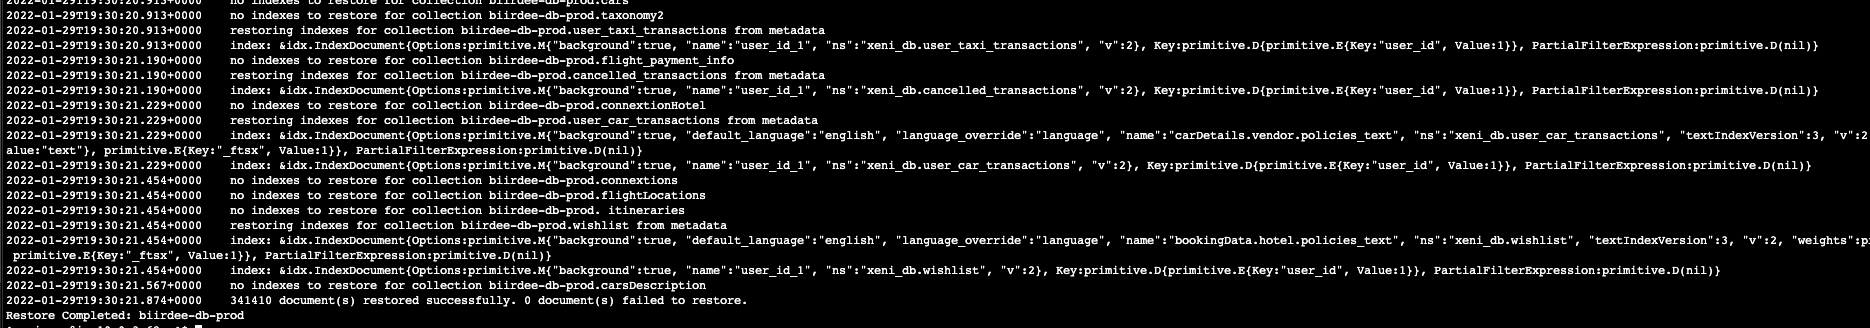 2022-01-29T19:30:20.913+0000    no indexes to restore for collection biirdee-db-prod.cars
2022-01-29T19:30:20.913+0000    no indexes to restore for collection biirdee-db-prod.taxonomy2
2022-01-29T19:30:20.913+0000    restoring indexes for collection biirdee-db-prod.user_taxi_transactions from metadata
2022-01-29T19:30:20.913+0000    index: &idx.IndexDocument{Options:primitive.M{"background":true, "name":"user_id_1", "ns":"xeni_db.user_taxi_transactions", "v":2}, Key:primitive.D{primitive.E{Key:"user_id", Value:1}}, PartialFilterExpression:primitive.D(nil)}
2022-01-29T19:30:21.190+0000    no indexes to restore for collection biirdee-db-prod.flight_payment_info
2022-01-29T19:30:21.190+0000    restoring indexes for collection biirdee-db-prod.cancelled_transactions from metadata
2022-01-29T19:30:21.190+0000    index: &idx.IndexDocument{Options:primitive.M{"background":true, "name":"user_id_1", "ns":"xeni_db.cancelled_transactions", "v":2}, Key:primitive.D{primitive.E{Key:"user_id", Value:1}}, PartialFilterExpression:primitive.D(nil)}
2022-01-29T19:30:21.229+0000    no indexes to restore for collection biirdee-db-prod.connextionHotel
2022-01-29T19:30:21.229+0000    restoring indexes for collection biirdee-db-prod.user_car_transactions from metadata
2022-01-29T19:30:21.229+0000    index: &idx.IndexDocument{Options:primitive.M{"background":true, "default_language":"english", "language_override":"language", "name":"carDetails.vendor.policies_text", "ns":"xeni_db.user_car_transactions", "textIndexVersion":3, "v":2
alue:"text"}, primitive.E{Key:"_ftsx", Value:1}}, PartialFilterExpression:primitive.D(nil)}
2022-01-29T19:30:21.229+0000    index: &idx.IndexDocument{Options:primitive.M{"background":true, "name":"user_id_1", "ns":"xeni_db.user_car_transactions", "v":2}, Key:primitive.D{primitive.E{Key:"user_id", Value:1}}, PartialFilterExpression:primitive.D(nil)}
2022-01-29T19:30:21.454+0000    no indexes to restore for collection biirdee-db-prod.connextions
2022-01-29T19:30:21.454+0000    no indexes to restore for collection biirdee-db-prod.flightLocations
2022-01-29T19:30:21.454+0000    no indexes to restore for collection biirdee-db-prod. itineraries
2022-01-29T19:30:21.454+0000    restoring indexes for collection biirdee-db-prod.wishlist from metadata
2022-01-29T19:30:21.454+0000    index: &idx.IndexDocument{Options:primitive.M{"background":true, "default_language":"english", "language_override":"language", "name":"bookingData.hotel.policies_text", "ns":"xeni_db.wishlist", "textIndexVersion":3, "v":2, "weights":pr
primitive.E{Key:"_ftsx", Value:1}}, PartialFilterExpression:primitive.D(nil)}
2022-01-29T19:30:21.454+0000    index: &idx.IndexDocument{Options:primitive.M{"background":true, "name":"user_id_1", "ns":"xeni_db.wishlist", "v":2}, Key:primitive.D{primitive.E{Key:"user_id", Value:1}}, PartialFilterExpression:primitive.D(nil)}
2022-01-29T19:30:21.567+0000    no indexes to restore for collection biirdee-db-prod.carsDescription
2022-01-29T19:30:21.874+0000    341410 document(s) restored successfully. 0 document(s) failed to restore.
Restore Completed: biirdee-db-prod